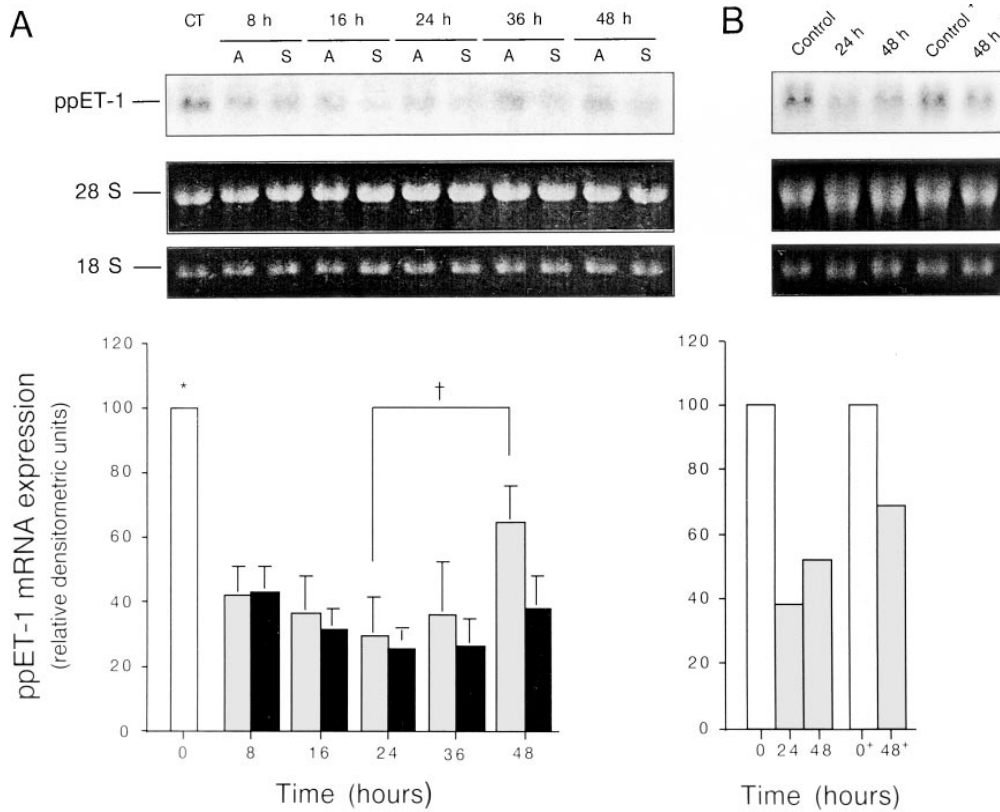 A
CT 8 h 16 h 24 h 36 h 48 h
A S A S A S A S A S
ppET-1
28 S
18 S
B
Control 24 h 48 h Control 48 h
ppET-1 mRNA expression
(relative densitometric units)
120
100
80
60
40
20
0
*
†
0 8 16 24 36 48
Time (hours)
120
100
80
60
40
20
0
0 24 48 0+ 48+
Time (hours)